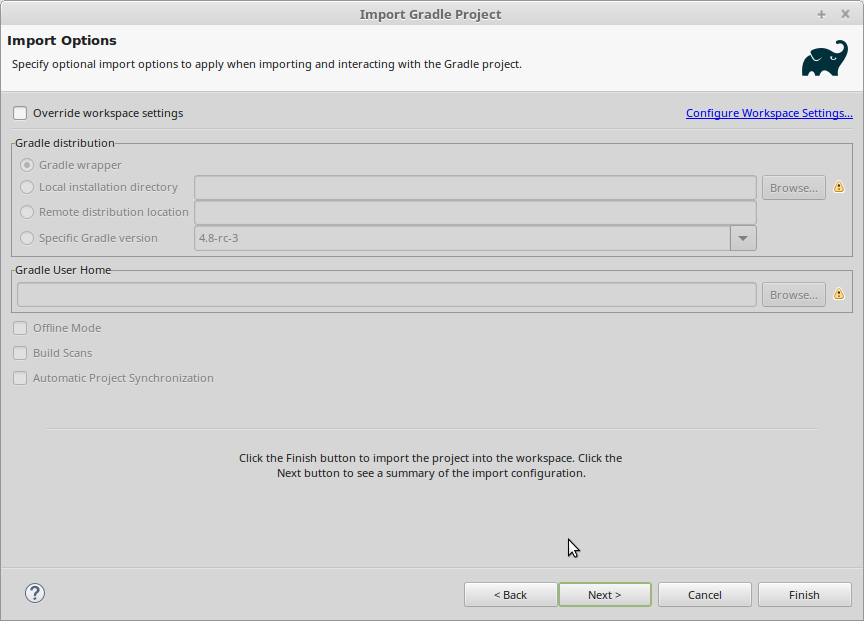 Import Gradle Project
Import Options
Specify optional import options to apply when importing and interacting with the Gradle project.
Override workspace settings
Configure Workspace Settings...
Gradle distribution
Gradle wrapper
Local installation directory
Browse...
Remote distribution location
Specific Gradle version
4.8-rc-3
Gradle User Home
Browse...
Offline Mode
Build Scans
Automatic Project Synchronization
Click the Finish button to import the project into the workspace. Click the
Next button to see a summary of the import configuration.
?
< Back
Next >
Cancel
Finish